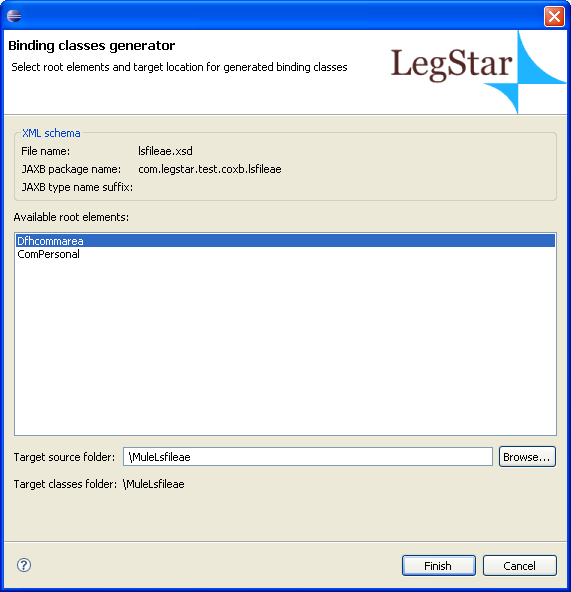 Binding classes generator
Select root elements and target location for generated binding classes
LegStar
XML schema
File name: lsfileae.xsd
JAXB package name: com.legstar.test.coxb.lsfileae
JAXB type name suffix:
Available root elements:
Dfhcommarea
ComPersonal
Target source folder: \MuleLsfileae Browse...
Target classes folder: \MuleLsfileae
? Finish Cancel